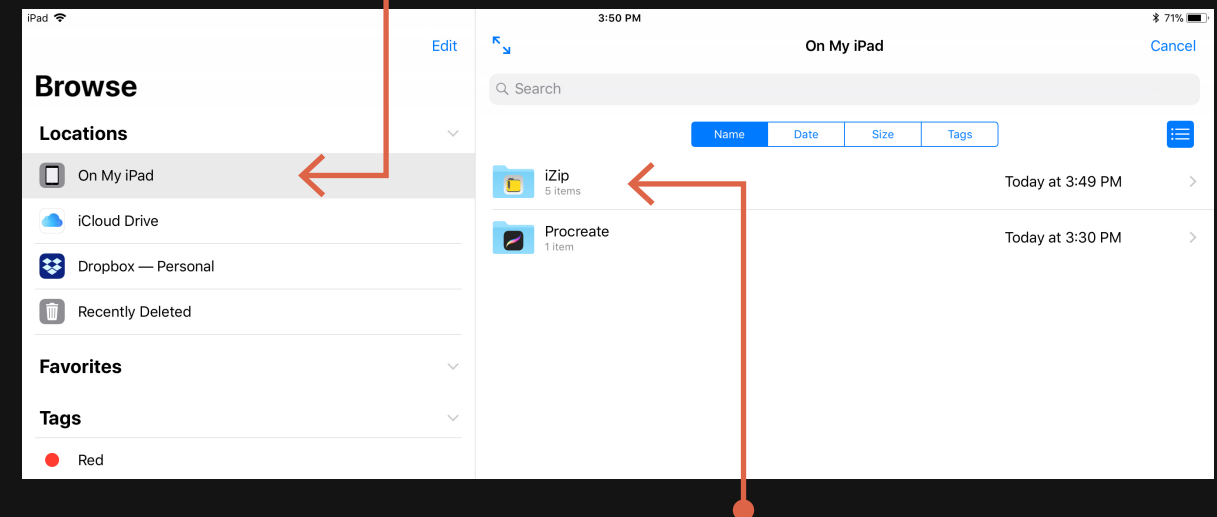 iPad
3:50 PM
71%
Edit
On My iPad
Cancel
Browse
Search
Locations
Name
Date
Size
Tags
On My iPad
iZip
5 items
Today at 3:49 PM
iCloud Drive
Procreate
1 item
Today at 3:30 PM
Dropbox — Personal
Recently Deleted
Favorites
Tags
Red